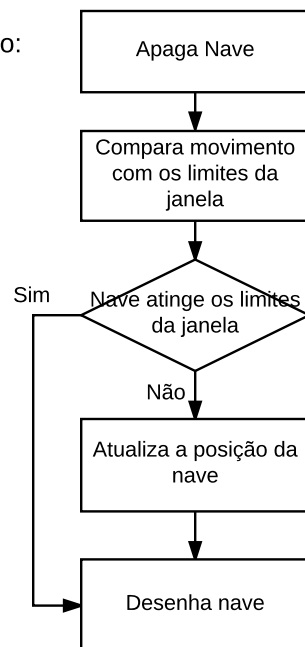 o:
Apaga Nave
Compara movimento
com os limites da
janela
Sim
Nave atinge os limites
da janela
Não
Atualiza a posição da
nave
Desenha nave